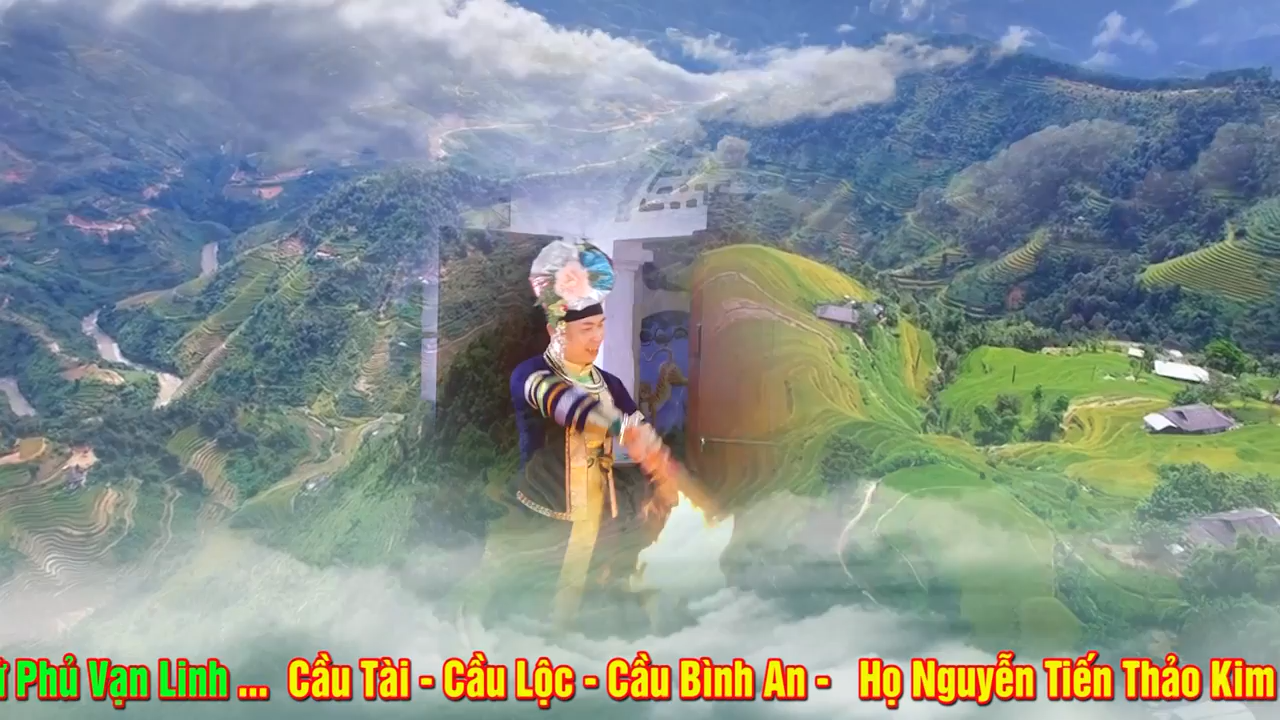 Phủ Vạn Linh ... Cầu Tài - Cầu Lộc - Cầu Bình An - Họ Nguyễn Tiến Thảo Kim